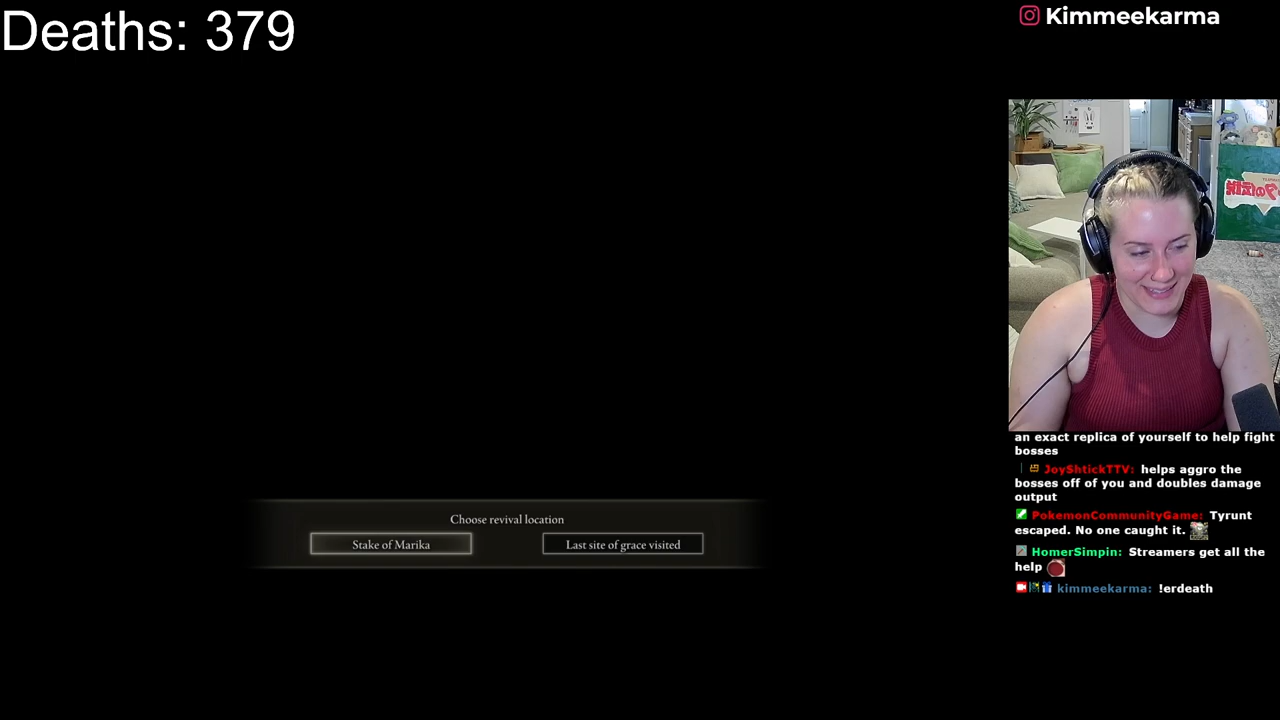 Deaths: 379
Kimmeekarma
an exact replica of yourself to help fight
bosses
JoyShtickTTV: helps aggro the
bosses off of you and doubles damage
output
PokemonCommunityGame: Tyrunt
escaped. No one caught it.
HomerSimpin: Streamers get all the
help
kimmeekarma: !erdeath
Choose revival location
Stake of Marika
Last site of grace visited